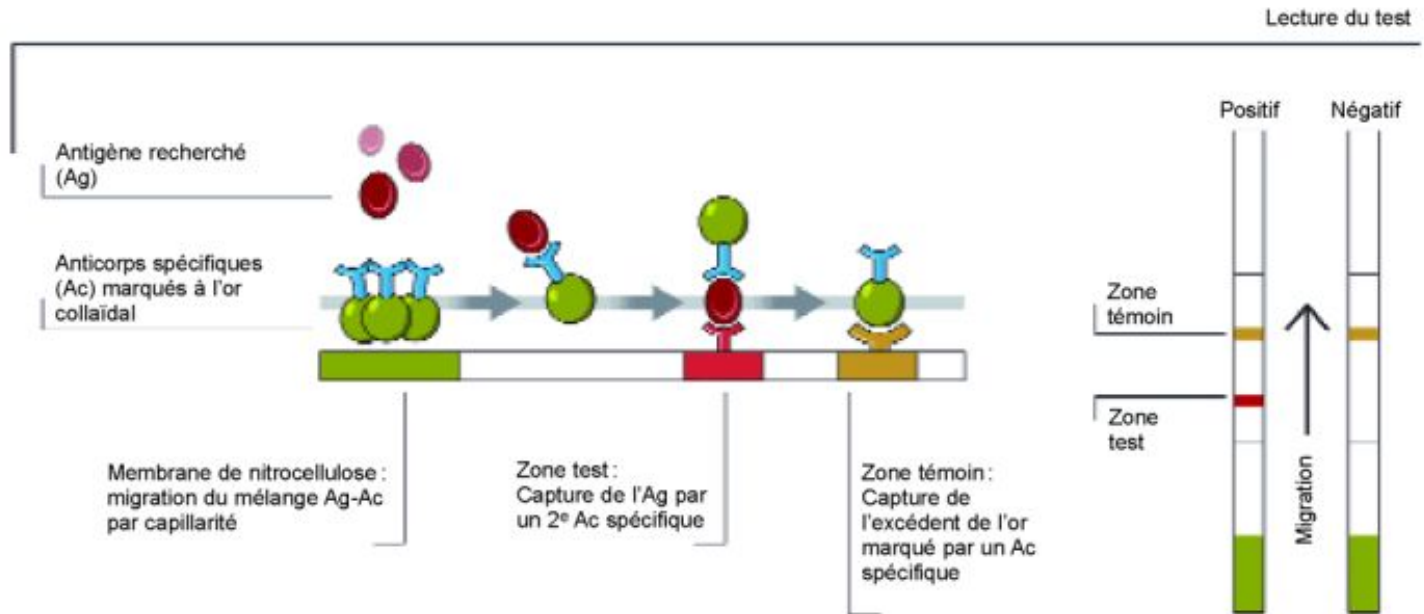 Lecture du test
Positif
Négatif
Antigène recherché
(Ag)
Anticorps spécifiques
(Ac) marqués à l'or
collaïdal
Zone
témoin
Zone
test
Migration
Membrane de nitrocellulose :
migration du mélange Ag-Ac
par capillarité
Zone test :
Capture de l'Ag par
un 2e Ac spécifique
Zone témoin :
Capture de
l'excédent de l'or
marqué par un Ac
spécifique